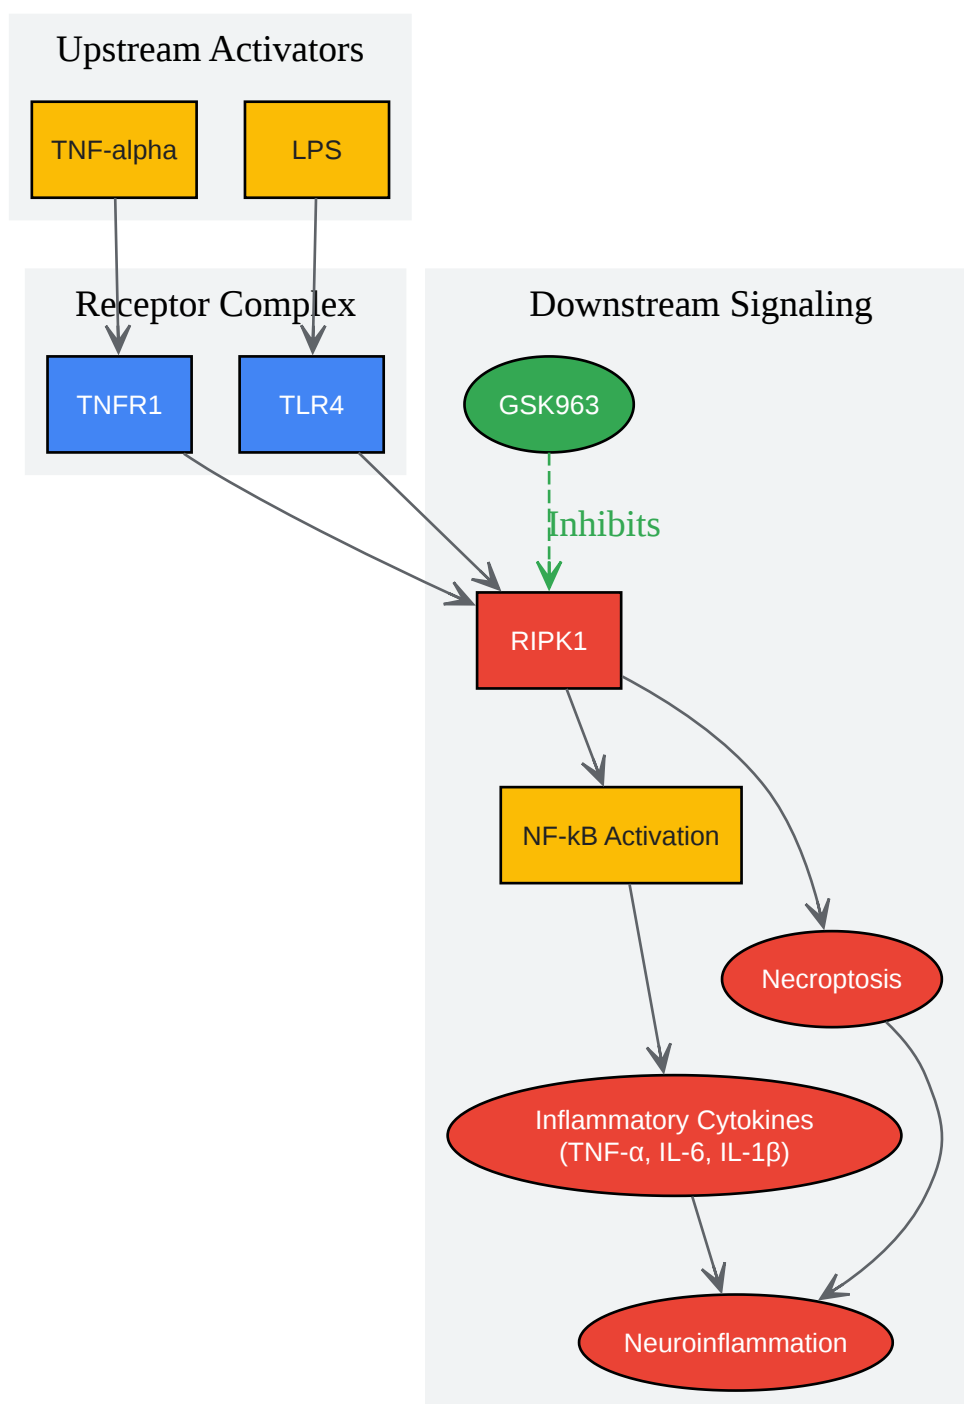 Upstream Activators
TNF-alpha
LPS
Receptor Complex
Downstream Signaling
TNFR1
TLR4
GSK963
Inhibits
RIPK1
NF-kB Activation
Necroptosis
Inflammatory Cytokines
(TNF-α, IL-6, IL-1β)
Neuroinflammation